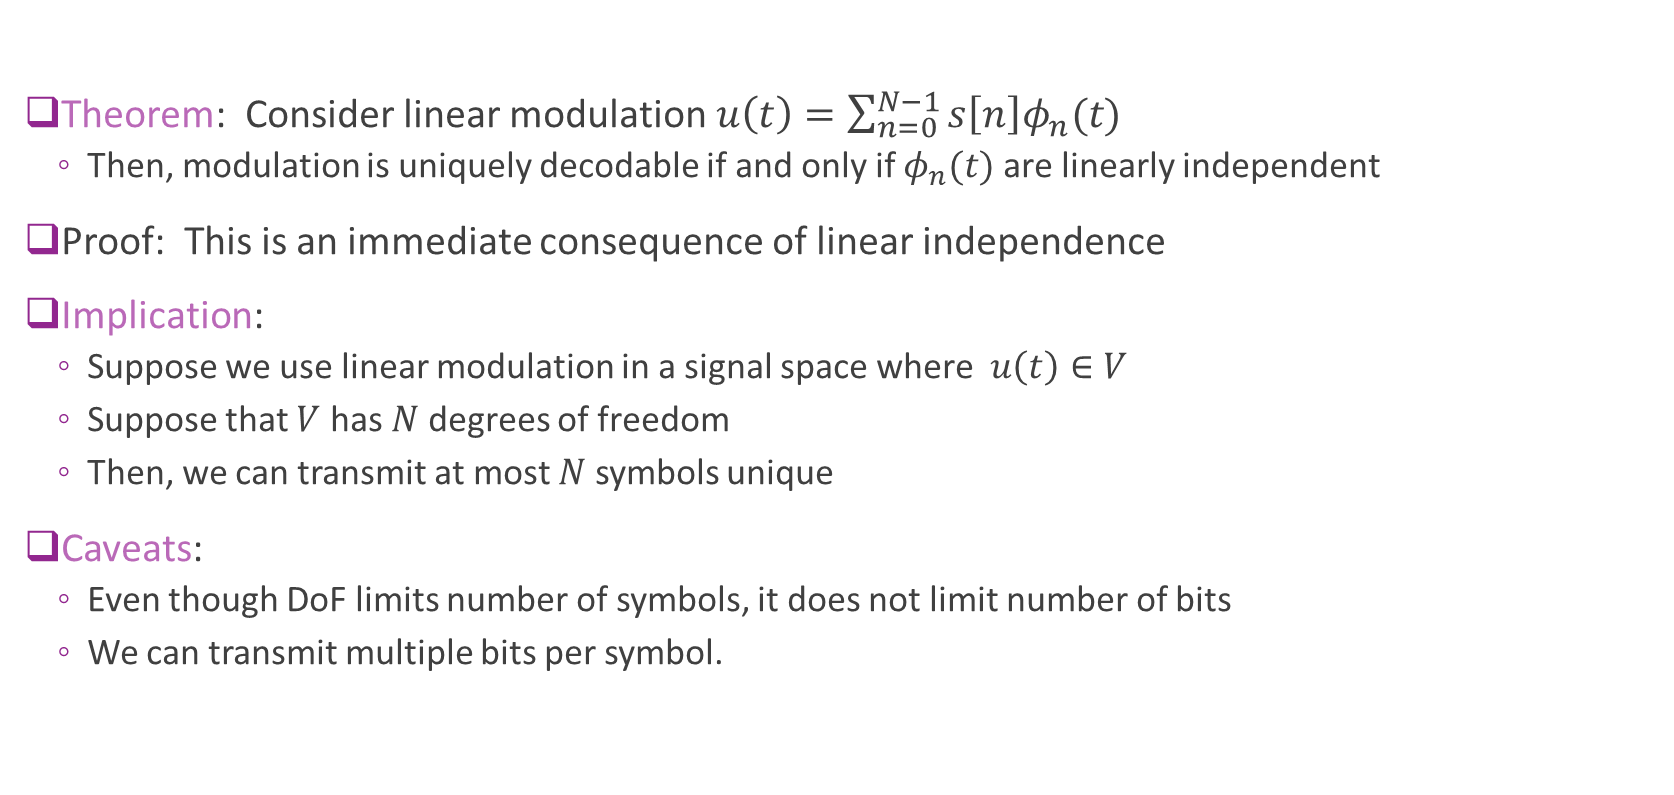 ❑Theorem: Consider linear modulation u(t) = ∑_{n=0}^{N−1} s[n]ϕ_n(t)
◦ Then, modulation is uniquely decodable if and only if ϕ_n(t) are linearly independent
❑Proof: This is an immediate consequence of linear independence
❑Implication:
◦ Suppose we use linear modulation in a signal space where u(t) ∈ V
◦ Suppose that V has N degrees of freedom
◦ Then, we can transmit at most N symbols unique
❑Caveats:
◦ Even though DoF limits number of symbols, it does not limit number of bits
◦ We can transmit multiple bits per symbol.